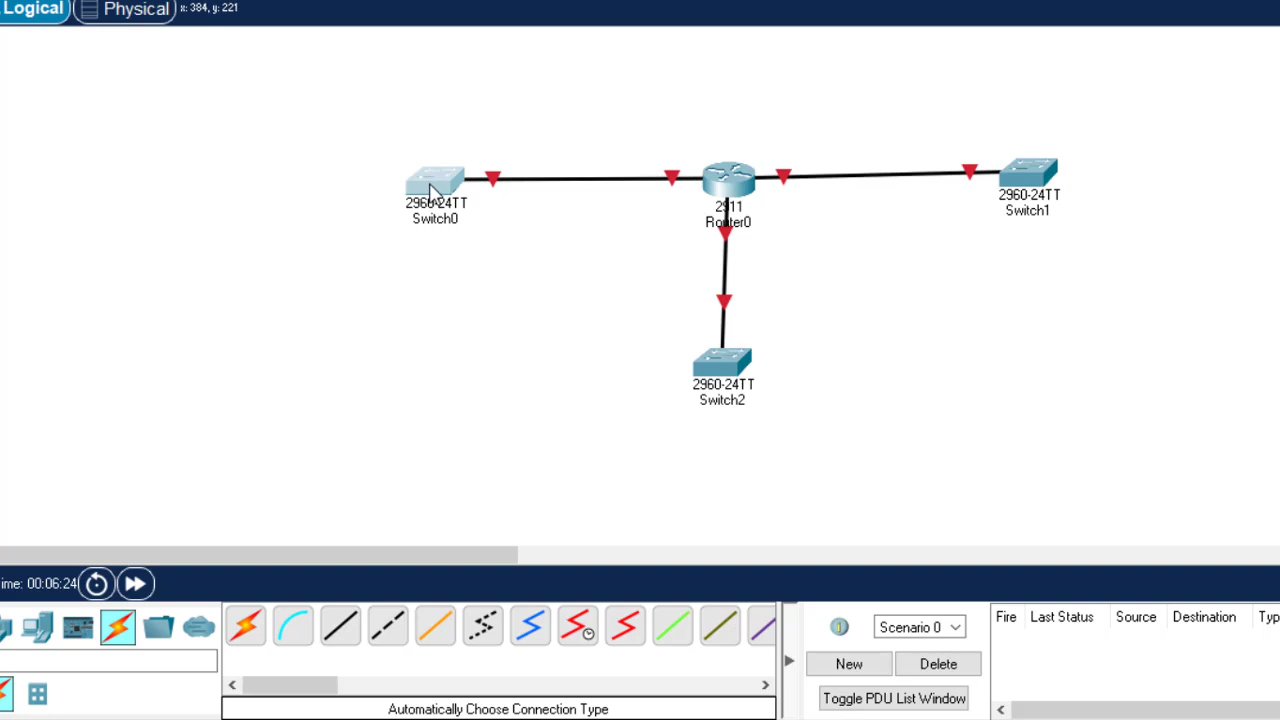 Logical
Physical
x: 384, y: 221
2960-24TT
Switch0
2911
Router0
2960-24TT
Switch1
2960-24TT
Switch2
ime: 00:06:24
Scenario 0
Fire
Last Status
Source
Destination
Typ
New
Delete
Toggle PDU List Window
Automatically Choose Connection Type